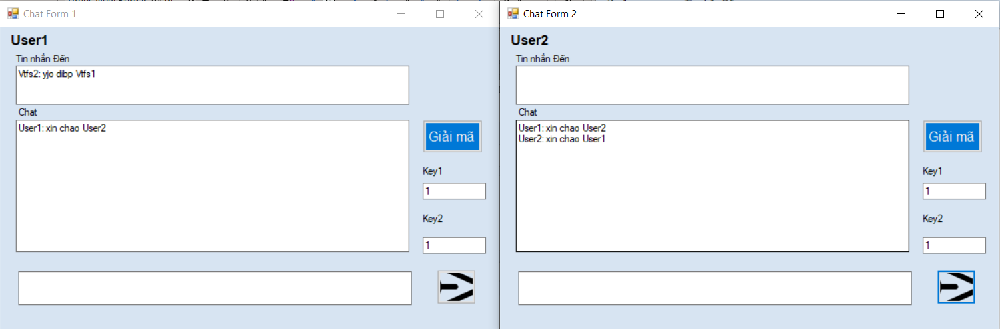 Chat Form 1
User1
Tin nhắn Đến
Vtfs2: yjo dibp Vtfs1
Chat
User1: xin chao User2
Giải mã
Key1
1
Key2
1
Chat Form 2
User2
Tin nhắn Đến
Chat
User1: xin chao User2
User2: xin chao User1
Giải mã
Key1
1
Key2
1